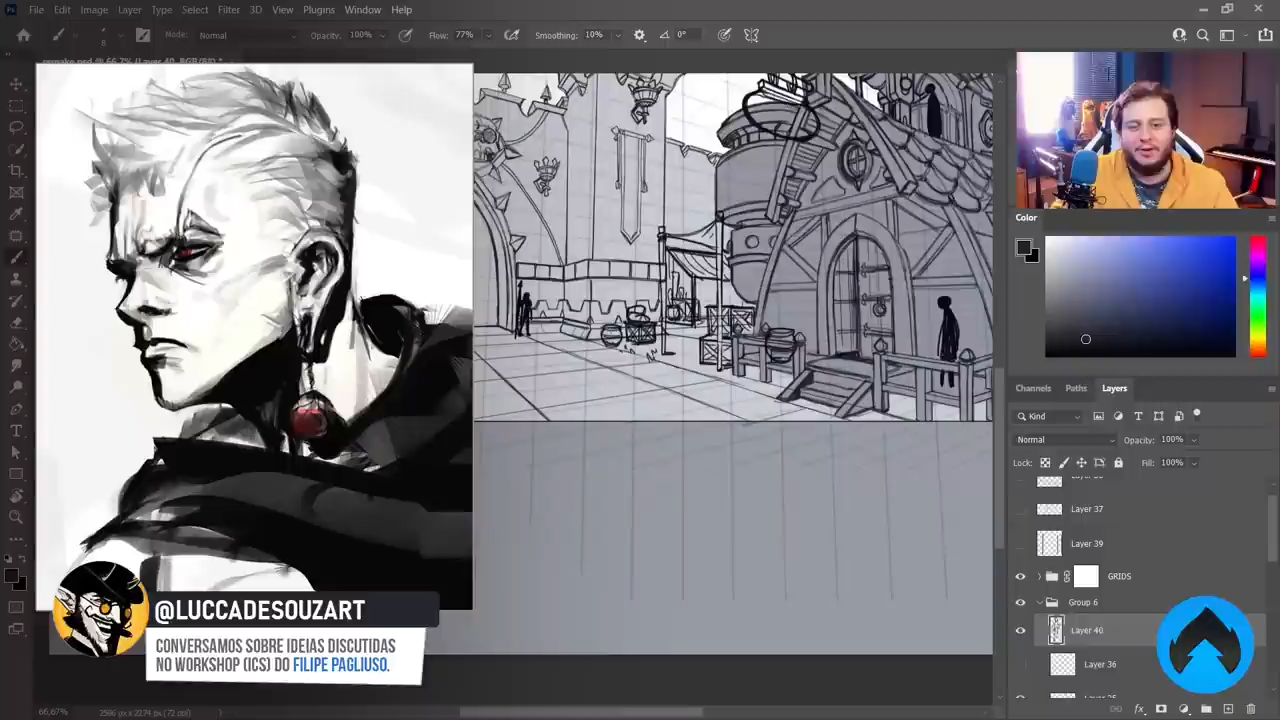 Ps File Edit Image Layer Type Select Filter 3D View Plugins Window Help
8 Mode: Normal Opacity: 100% Flow: 77% Smoothing: 10% 0°
Color
@LUCCADESOUZART
CONVERSAMOS SOBRE IDEIAS DISCUTIDAS
NO WORKSHOP (ICS) DO FILIPE PAGLIUSO.
Channels Paths Layers
Kind
Normal Opacity: 100%
Lock: Fill: 100%
Layer 37
Layer 39
GRIDS
Group 6
Layer 40
Layer 36
66,67%